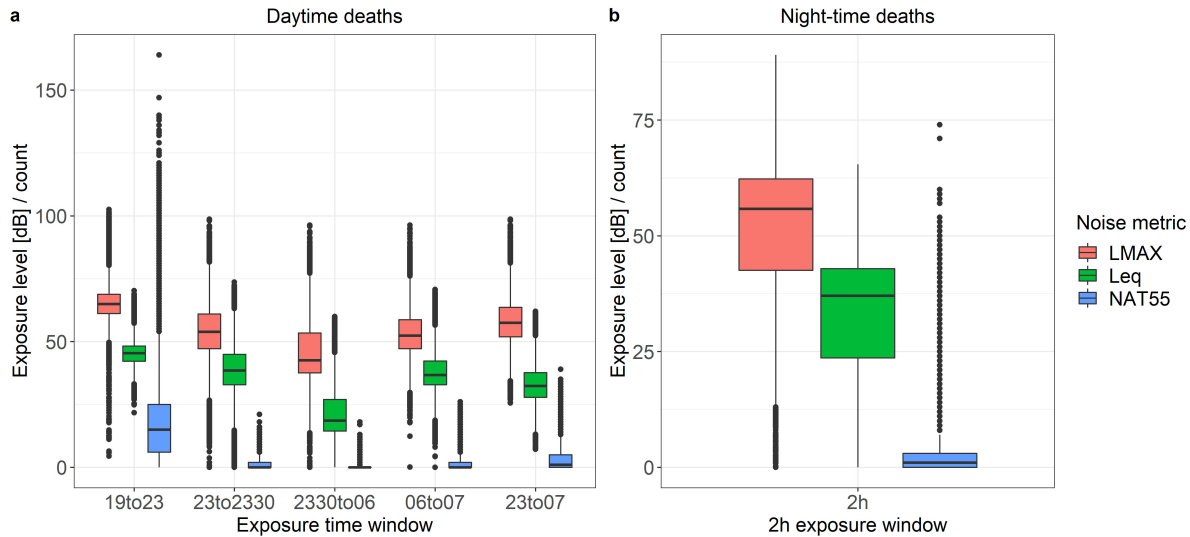 a
Daytime deaths
Exposure level [dB] / count
150
100
50
0
19to23 23to2330 2330to06 06to07 23to07
Exposure time window
b
Night-time deaths
Exposure level [dB] / count
75
50
25
0
2h
2h exposure window
Noise metric
LMAX
Leq
NAT55